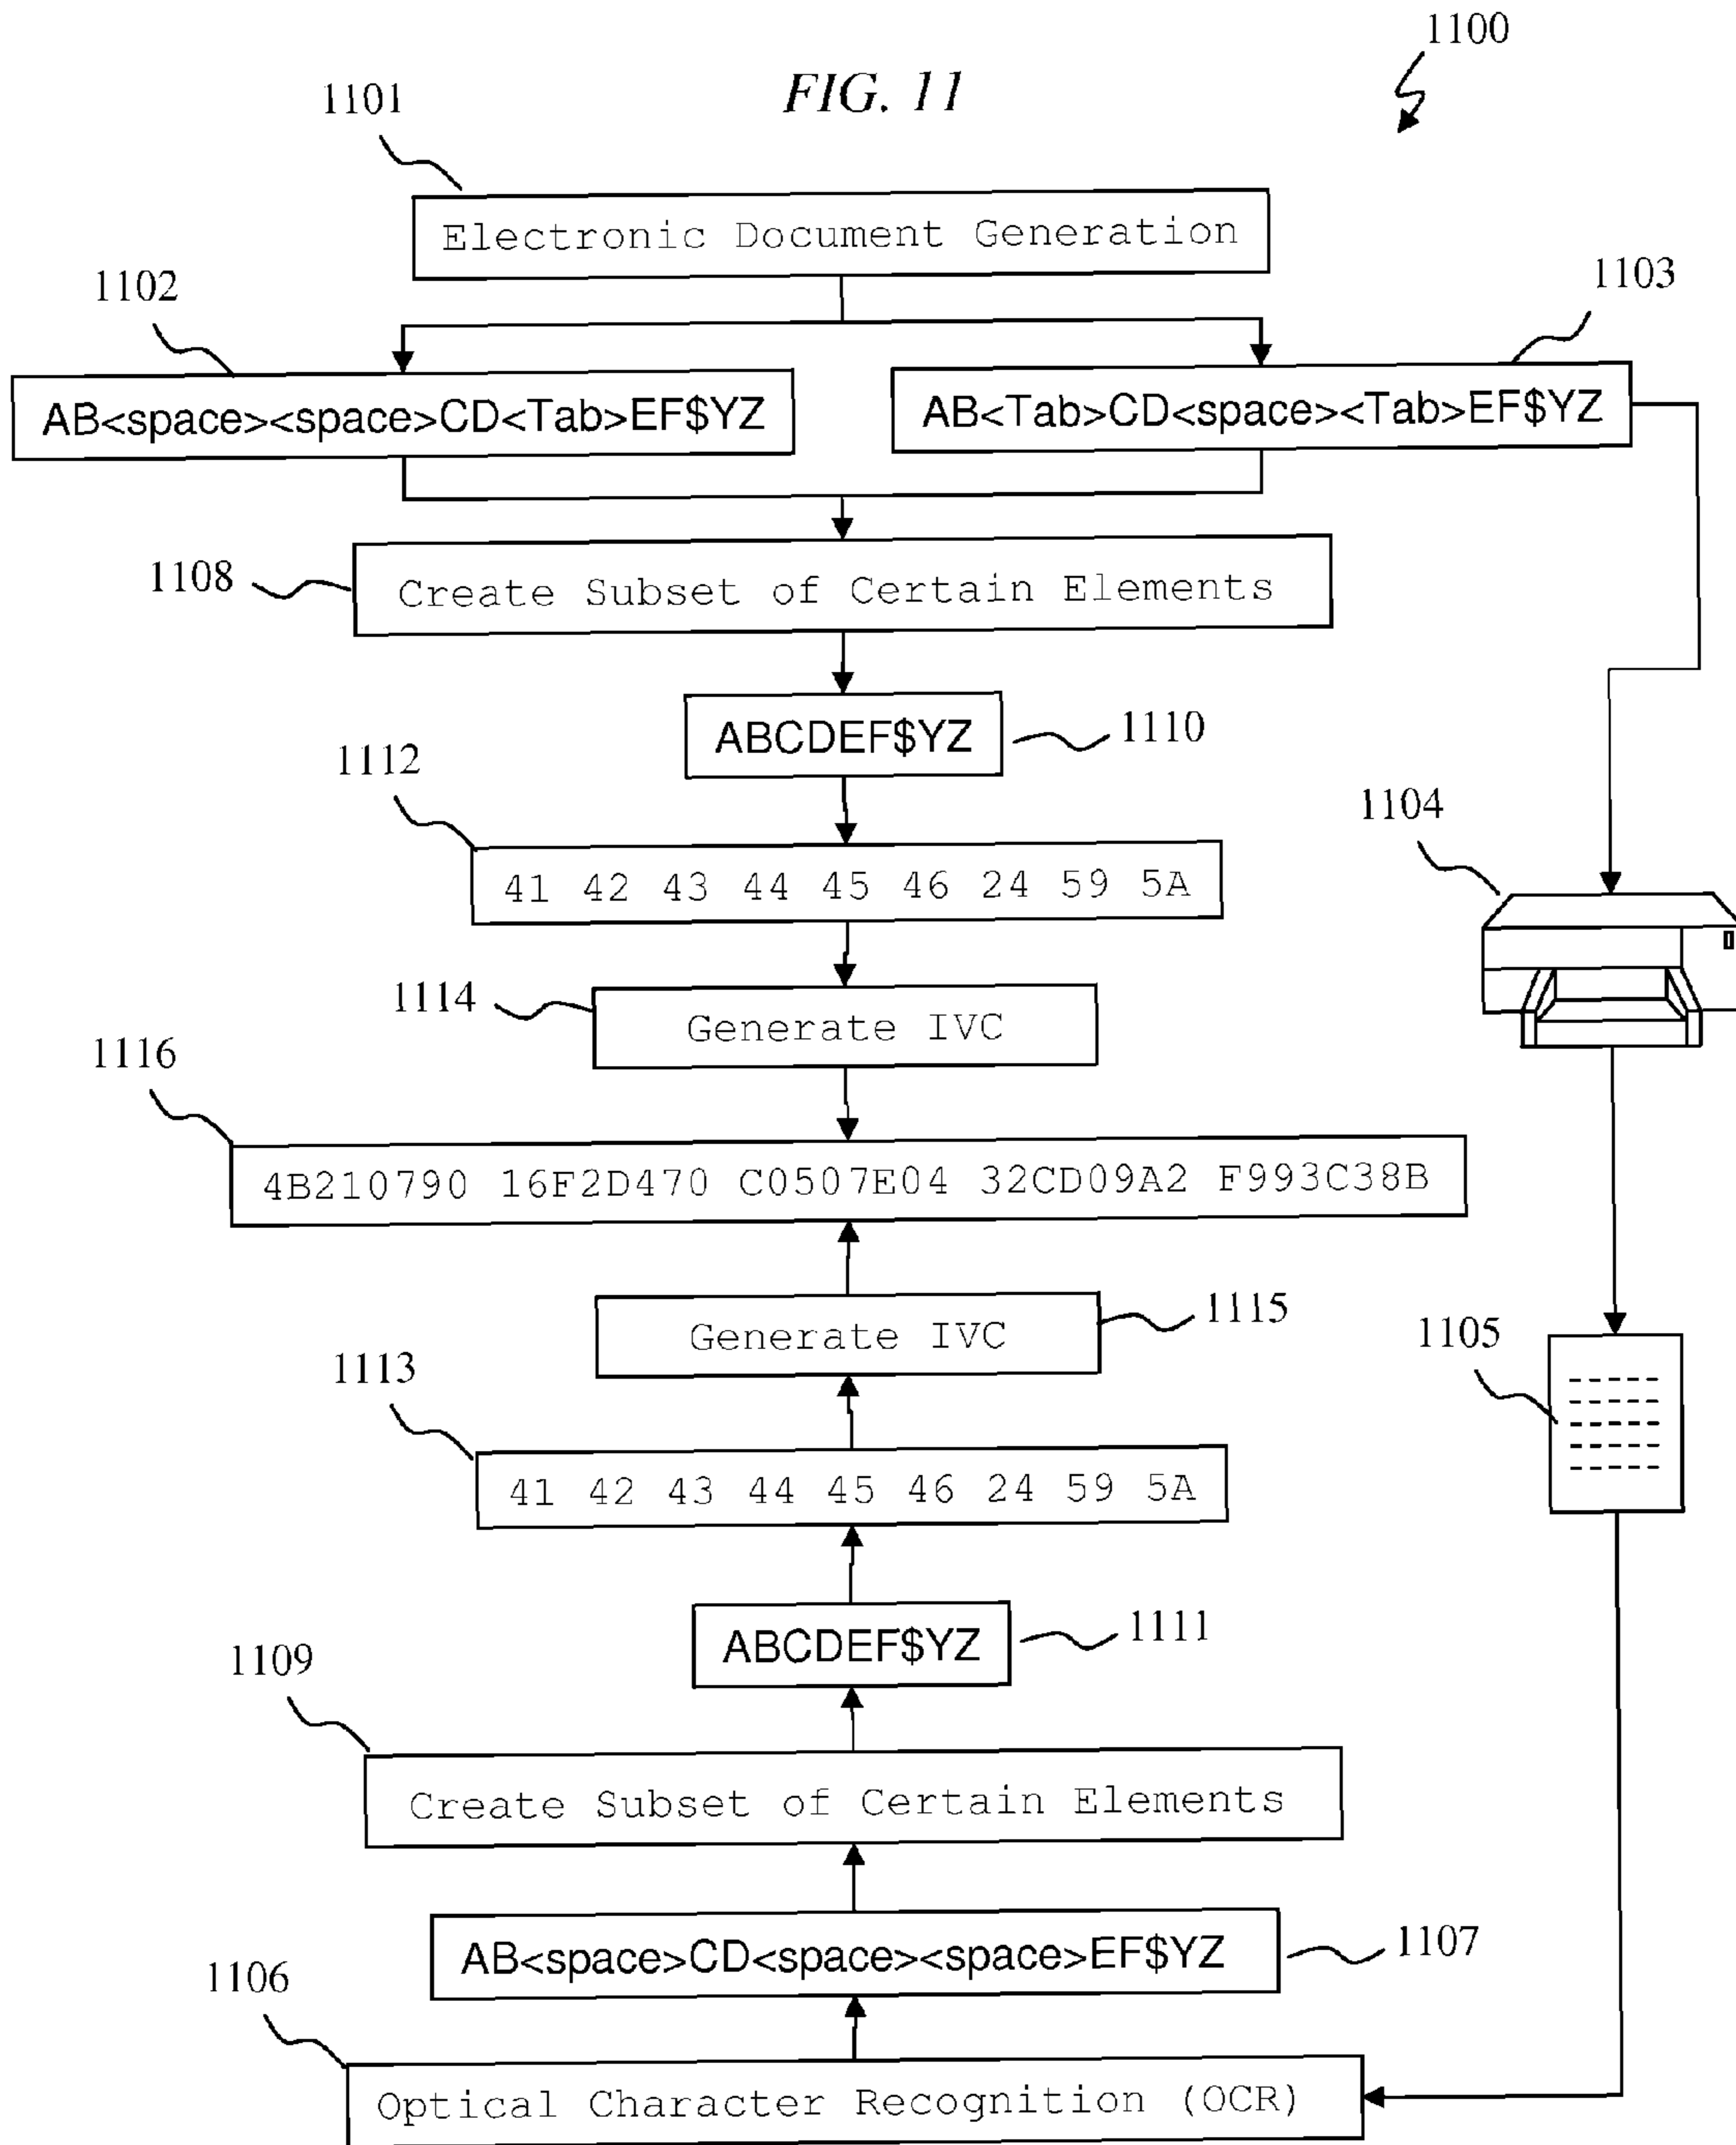 1100
FIG. 11
1101
Electronic Document Generation
1102
1103
AB<space><space>CD<Tab>EF$YZ
AB<Tab>CD<space><Tab>EF$YZ
1108
Create Subset of Certain Elements
ABCDEF$YZ
1110
1112
1104
41 42 43 44 45 46 24 59 5A
1114
Generate IVC
1116
4B210790 16F2D470 C0507E04 32CD09A2 F993C38B
1115
Generate IVC
1105
1113
41 42 43 44 45 46 24 59 5A
ABCDEF$YZ
1111
1109
Create Subset of Certain Elements
AB<space>CD<space><space>EF$YZ
1107
1106
Optical Character Recognition (OCR)